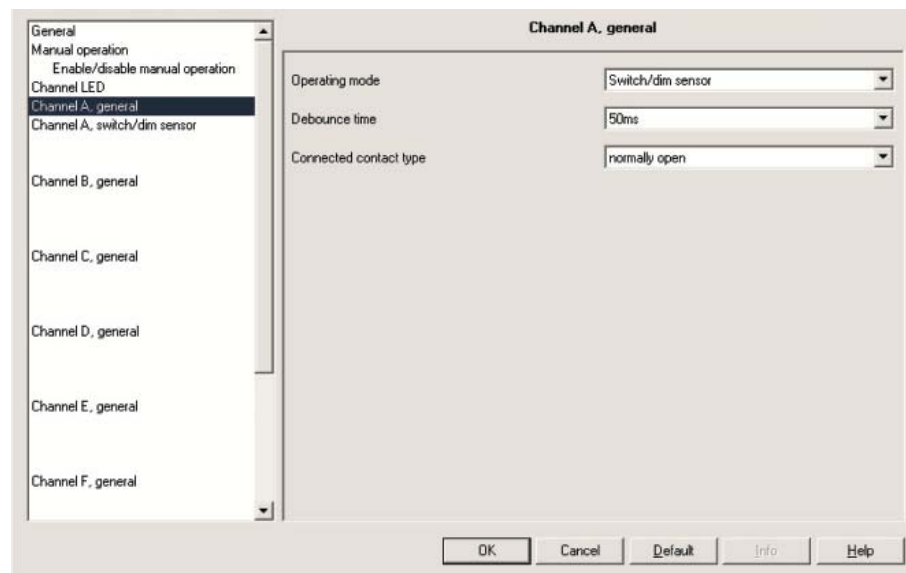 General
Manual operation
Enable/disable manual operation
Channel LED
Channel A, general
Channel A, switch/dim sensor
Channel B, general
Channel C, general
Channel D, general
Channel E, general
Channel F, general
Channel A, general
Operating mode
Switch/dim sensor
Debounce time
50ms
Connected contact type
normally open
OK
Cancel
Default
Info
Help